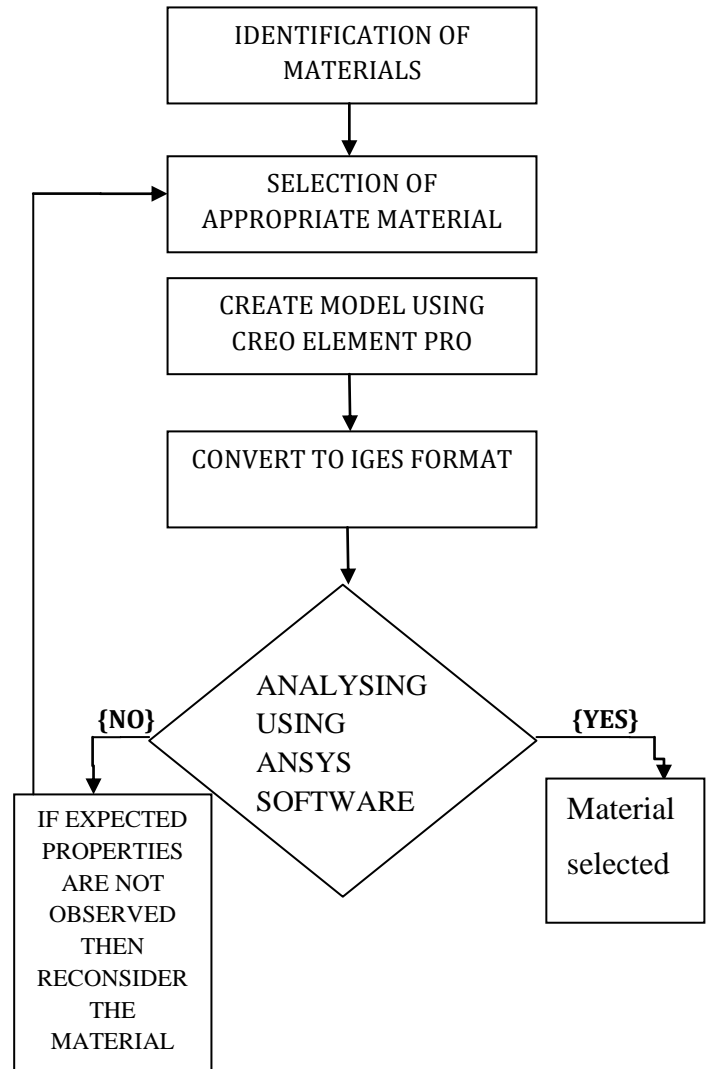 IDENTIFICATION OF
MATERIALS
SELECTION OF
APPROPRIATE MATERIAL
CREATE MODEL USING
CREO ELEMENT PRO
CONVERT TO IGES FORMAT
ANALYSING
USING
ANSYS
SOFTWARE
{NO}
{YES}
IF EXPECTED
PROPERTIES
ARE NOT
OBSERVED
THEN
RECONSIDER
THE
MATERIAL
Material
selected